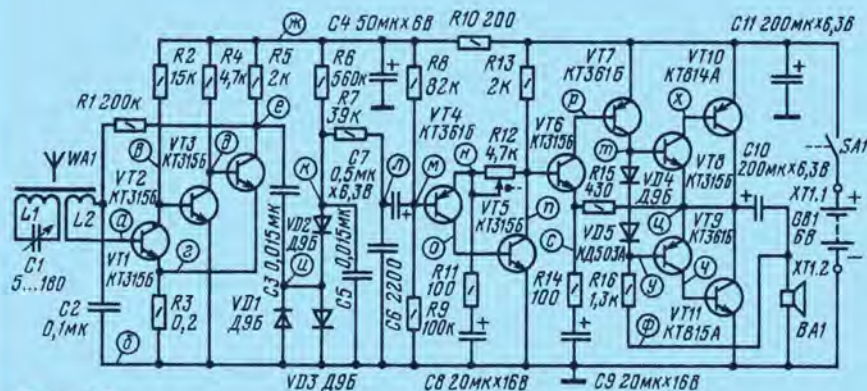 ж
C4 50мк×6В
R10 200
C11 200мк×6,3В
R2
15к
R4
4,7к
R5
2к
R6
560к
R7
39к
R8
82к
R13
2к
VT7
КТ361Б
VT10
КТ814А
R1 200к
е
р
х
WA1
в
VT3
КТ315Б
д
к
C7
0,5мк
×6,3В
л
м
VT4
КТ361Б
н
R12
4,7к
VT6
КТ315Б
т
R15
430
VD4
Д9Б
VT8
КТ315Б
C10
200мк×6,3В
SA1
XT1.1
GB1
6В
XT1.2
L1
L2
VT2
КТ315Б
а
VD2
Д9Б
VT5
КТ315Б
п
о
с
VD5
КД503А
ц
VT9
КТ361Б
C1
5...180
VT1
КТ315Б
г
C3 0,015мк
и
0,015мк
C5
C6 2200
R11
100
R14
100
R16
1,3к
у
ч
VT11
КТ815А
BA1
C2
0,1мк
R3
0,2
VD1
Д9Б
R9
100к
ф
б
VD3 Д9Б
C8 20мк×16В
C9 20мк×16В